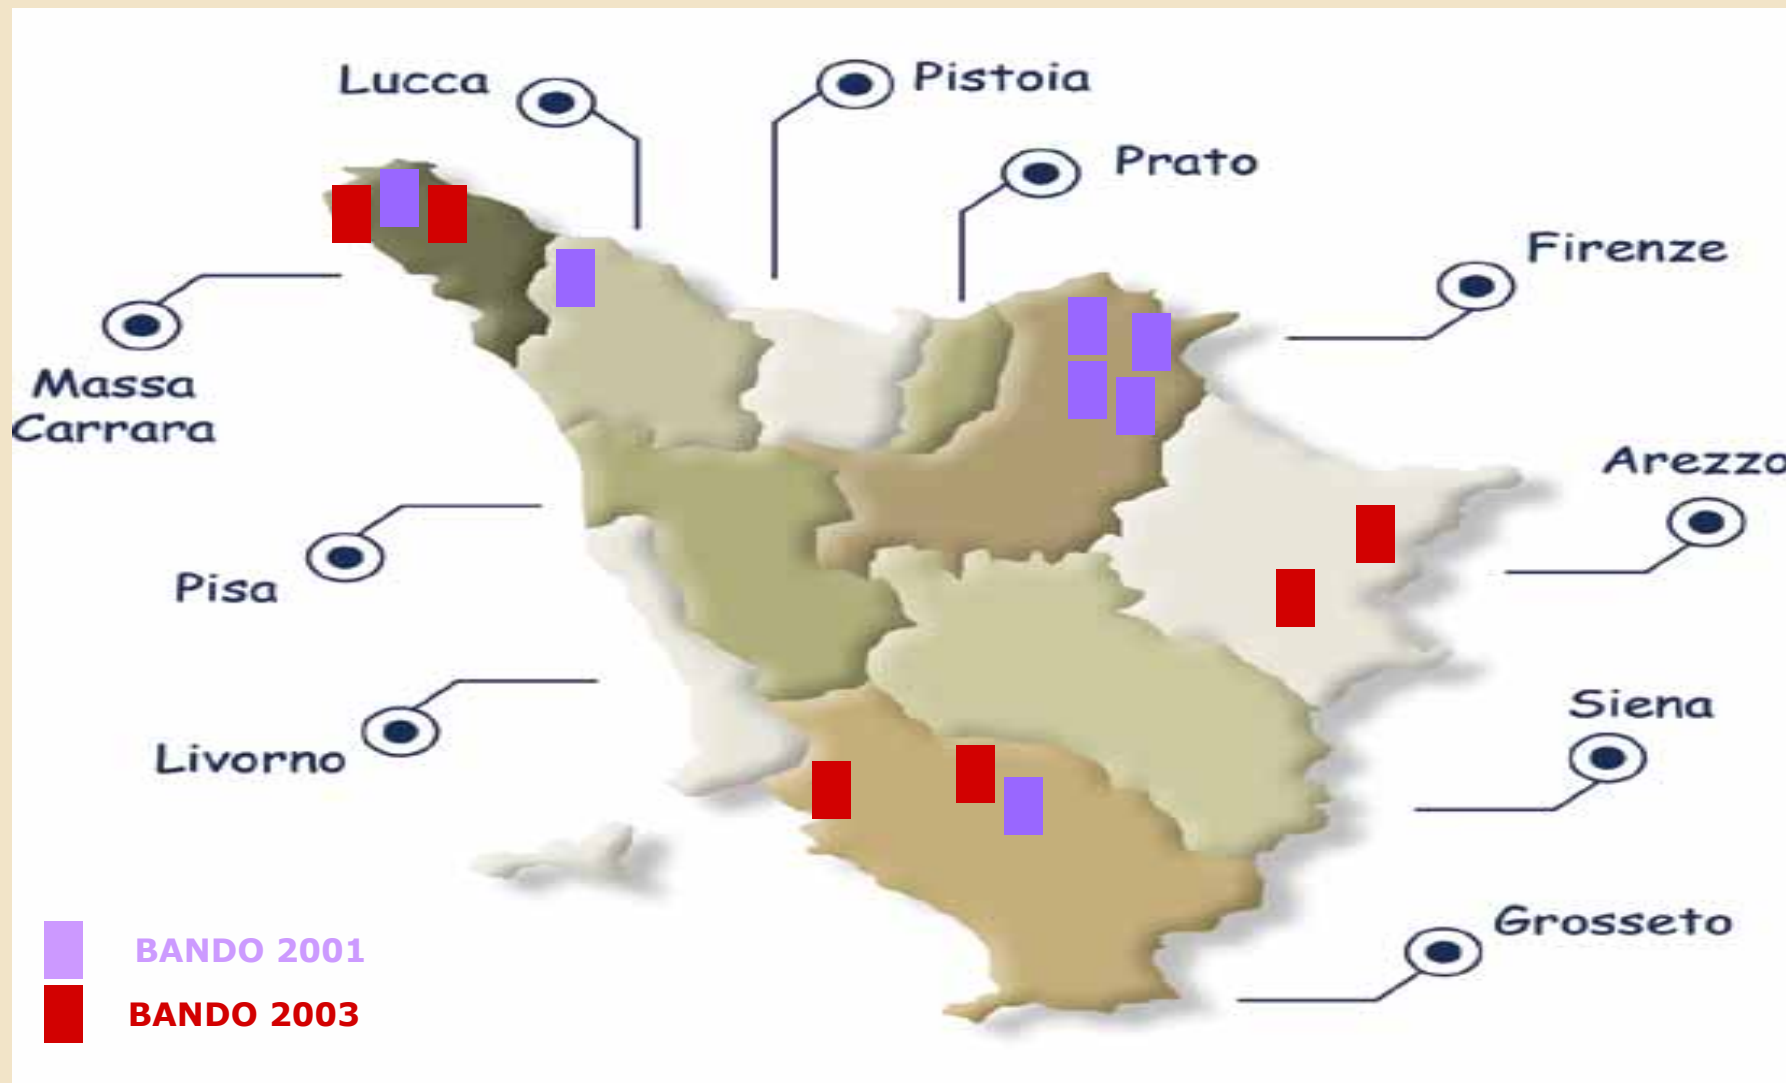 Lucca
Pistoia
Prato
Firenze
Massa
Carrara
Arezzo
Pisa
Siena
Livorno
Grosseto
BANDO 2001
BANDO 2003